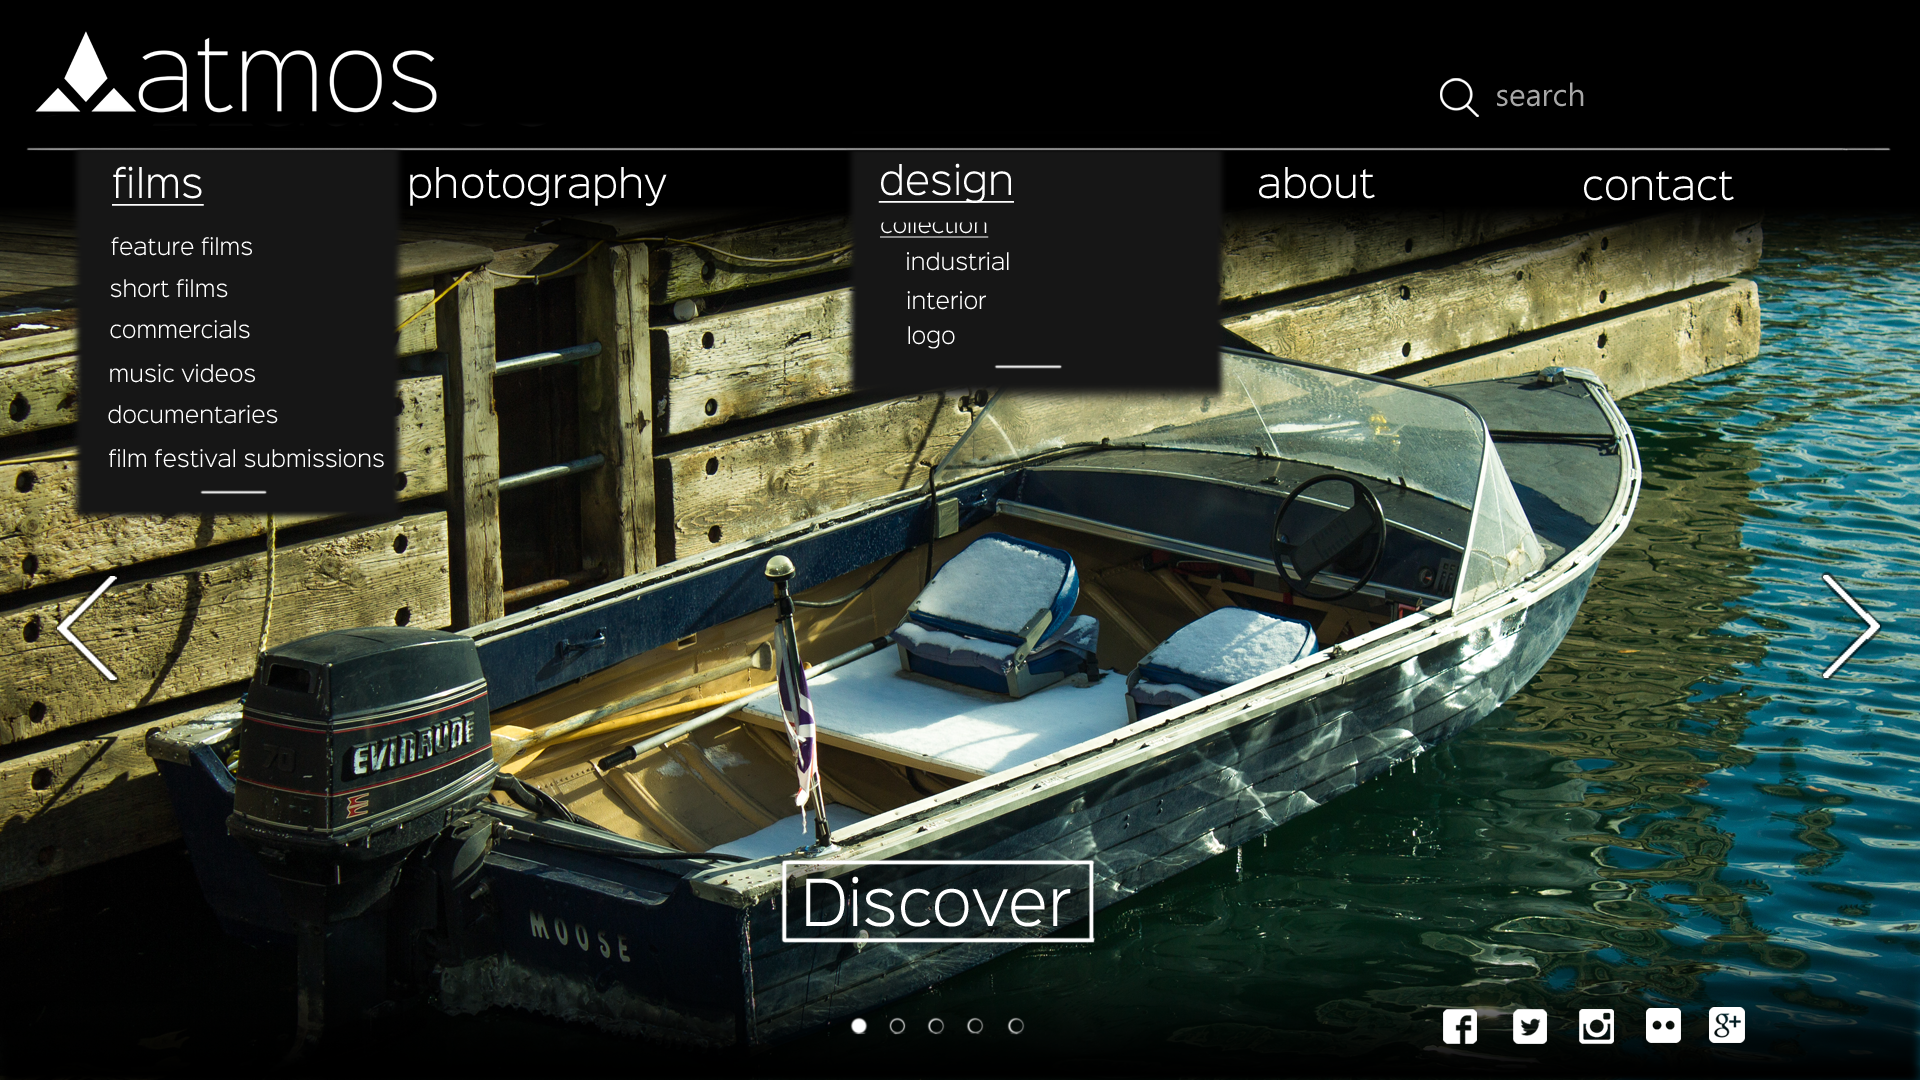 atmos
search
films
photography
design
about
contact
feature films
short films
commercials
music videos
documentaries
film festival submissions
collection
industrial
interior
logo
EVINRUDE
70
Discover
MOOSE
f
g+